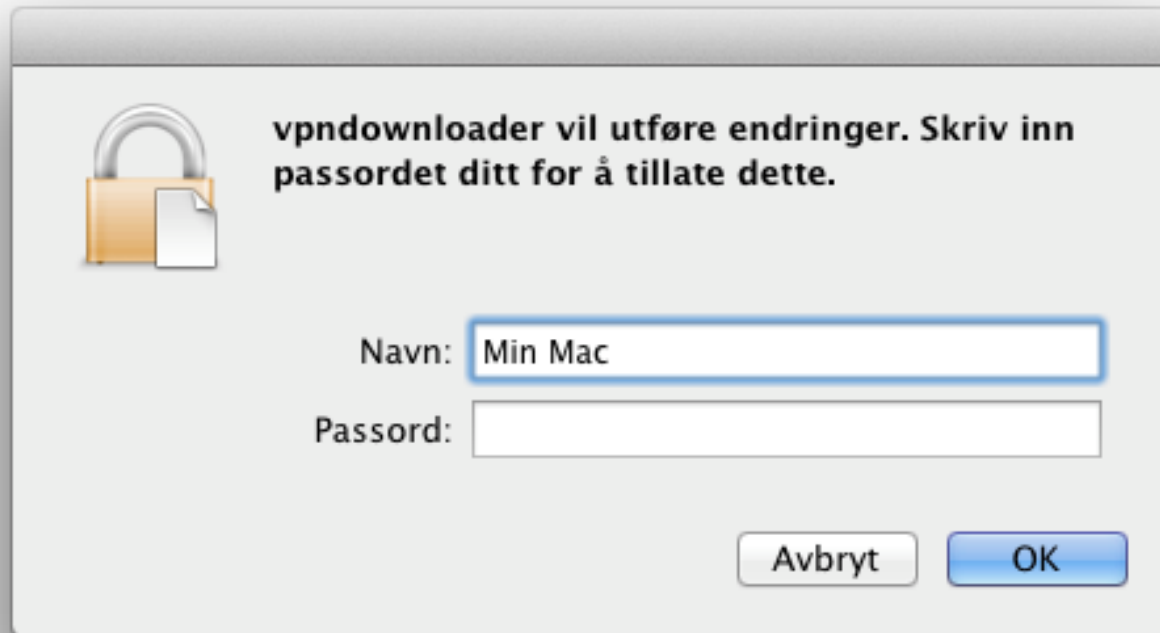 vpndownloader vil utføre endringer. Skriv inn
passordet ditt for å tillate dette.
Navn: Min Mac
Passord:
Avbryt OK